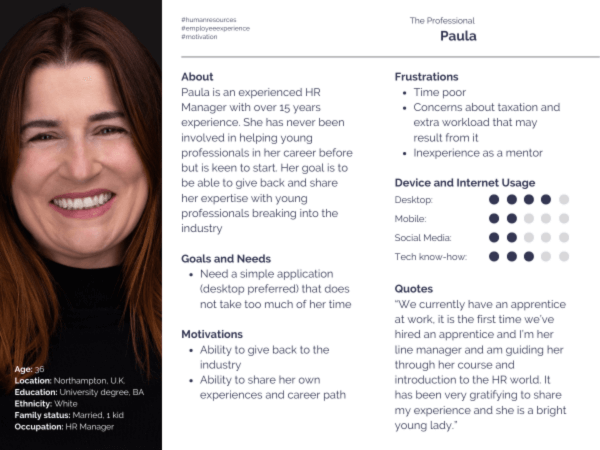 #humanresources
#employeeexperience
#motivation
The Professional
Paula
About
Paula is an experienced HR
Manager with over 15 years
experience. She has never been
involved in helping young
professionals in her career before
but is keen to start. Her goal is to
be able to give back and share
her expertise with young
professionals breaking into the
industry
Goals and Needs
• Need a simple application
(desktop preferred) that does
not take too much of her time
Motivations
• Ability to give back to the
industry
• Ability to share her own
experiences and career path
Frustrations
• Time poor
• Concerns about taxation and
extra workload that may
result from it
• Inexperience as a mentor
Device and Internet Usage
Desktop:
Mobile:
Social Media:
Tech know-how:
Quotes
"We currently have an apprentice
at work, it is the first time we've
hired an apprentice and I'm her
line manager and am guiding her
through her course and
introduction to the HR world. It
has been very gratifying to share
my experience and she is a bright
young lady."
Age: 36
Location: Northampton, U.K.
Education: University degree, BA
Ethnicity: White
Family status: Married, 1 kid
Occupation: HR Manager